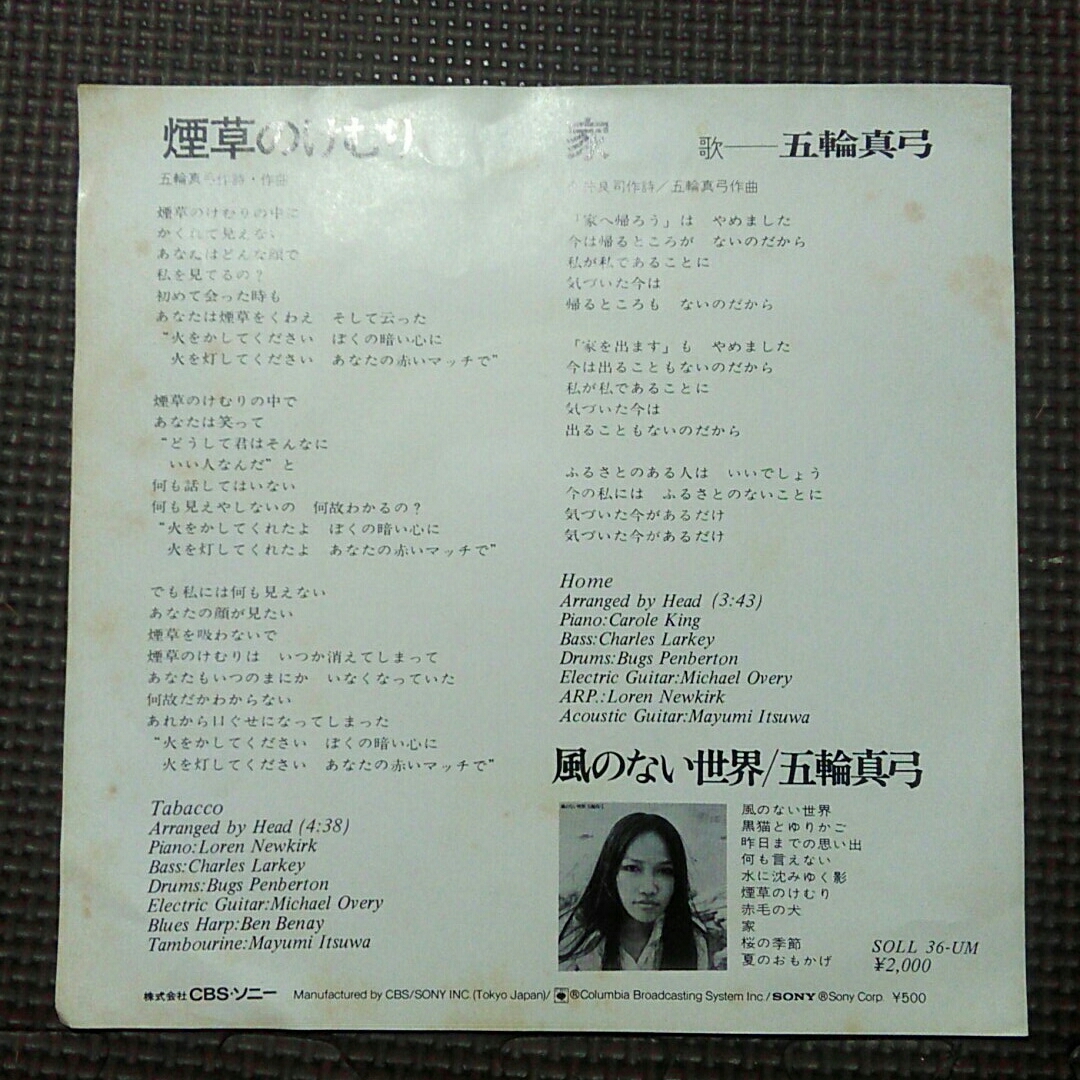 煙草のけむり
五輪真弓作詩・作曲
煙草のけむりの中に
かくれて見えない
あなたはどんな顔で
私を見てるの？
初めて会った時も
あなたは煙草をくわえ　そして云った
“火をかしてください　ぼくの暗い心に
火を灯してください　あなたの赤いマッチで”
煙草のけむりの中で
あなたは笑って
“どうして君はそんなに
いい人なんだ”と
何も話してはいない
何も見えやしないの　何故わかるの？
“火をかしてくれたよ　ぼくの暗い心に
火を灯してくれたよ　あなたの赤いマッチで”
でも私には何も見えない
あなたの顔が見たい
煙草を吸わないで
煙草のけむりは　いつか消えてしまって
あなたもいつのまにか　いなくなっていた
何故だかわからない
あれから口ぐせになってしまった
“火をかしてください　ぼくの暗い心に
火を灯してください　あなたの赤いマッチで”
Tabacco
Arranged by Head (4:38)
Piano:Loren Newkirk
Bass:Charles Larkey
Drums:Bugs Penberton
Electric Guitar:Michael Overy
Blues Harp:Ben Benay
Tambourine:Mayumi Itsuwa
家　歌──五輪真弓
良司作詩／五輪真弓作曲
「家へ帰ろう」は　やめました
今は帰るところが　ないのだから
私が私であることに
気づいた今は
帰るところも　ないのだから
「家を出ます」も　やめました
今は出ることもないのだから
私が私であることに
気づいた今は
出ることもないのだから
ふるさとのある人は　いいでしょう
今の私には　ふるさとのないことに
気づいた今があるだけ
気づいた今があるだけ
Home
Arranged by Head (3:43)
Piano:Carole King
Bass:Charles Larkey
Drums:Bugs Penberton
Electric Guitar:Michael Overy
ARP.:Loren Newkirk
Acoustic Guitar:Mayumi Itsuwa
風のない世界/五輪真弓
風のない世界
黒猫とゆりかご
昨日までの思い出
何も言えない
水に沈みゆく影
煙草のけむり
赤毛の犬
家
桜の季節
夏のおもかげ
SOLL 36-UM
¥2,000
株式会社 CBS・ソニー　Manufactured by CBS/SONY INC (Tokyo Japan)/ ®Columbia Broadcasting System Inc./SONY ®Sony Corp. ¥500